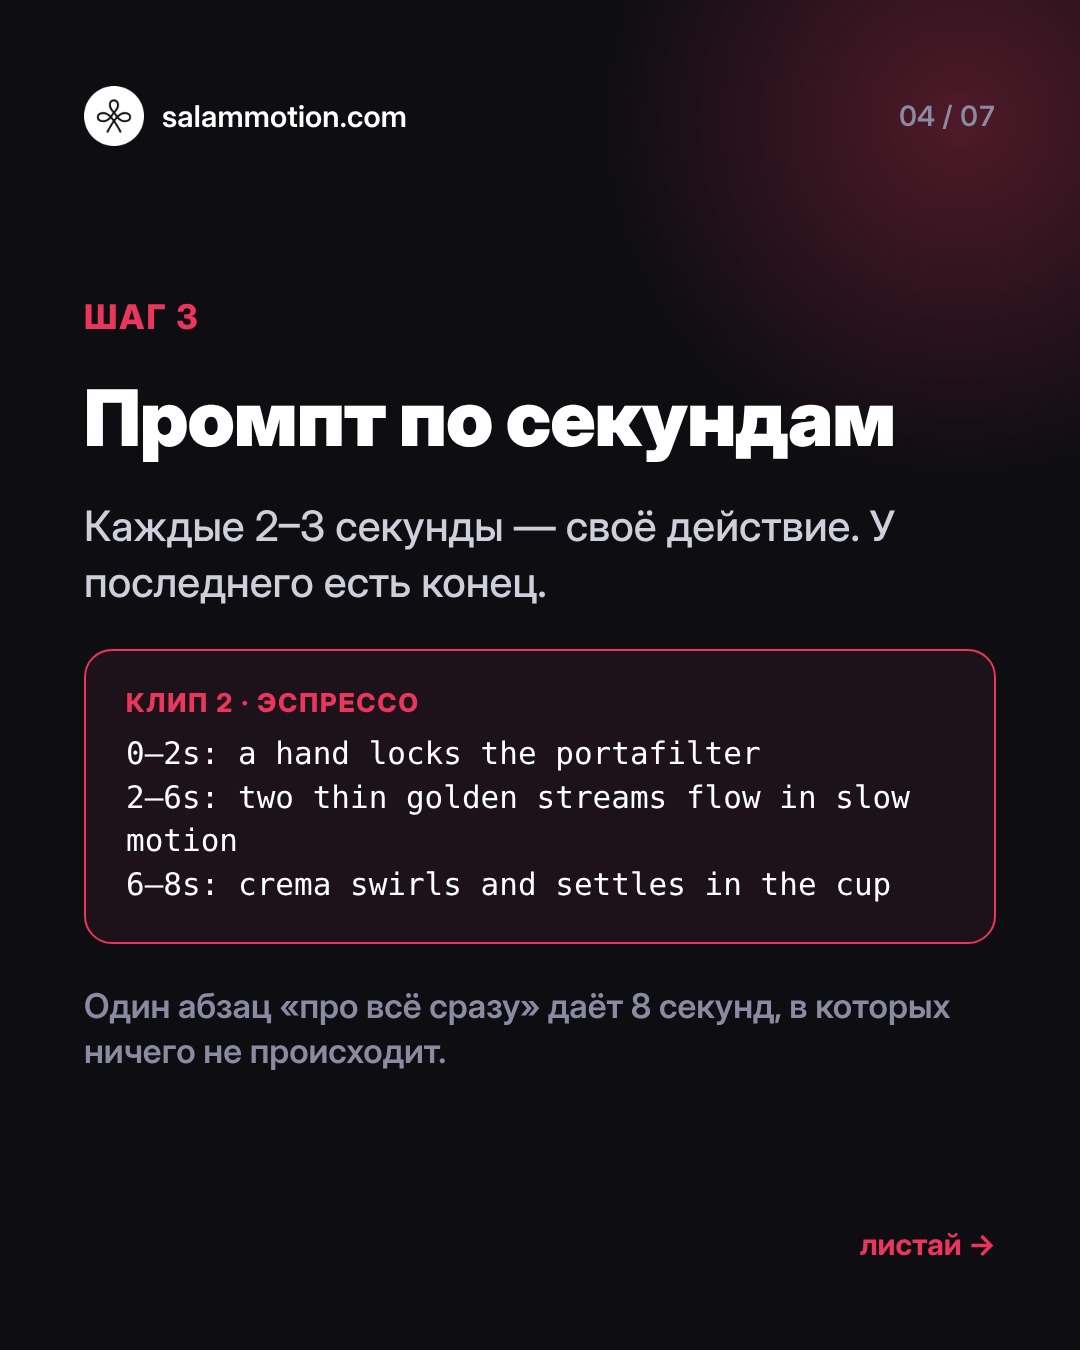 salammotion.com
04 / 07
ШАГ 3
Промпт по секундам
Каждые 2–3 секунды — своё действие. У
последнего есть конец.
КЛИП 2 · ЭСПРЕССО
0–2s: a hand locks the portafilter
2–6s: two thin golden streams flow in slow
motion
6–8s: crema swirls and settles in the cup
Один абзац «про всё сразу» даёт 8 секунд, в которых
ничего не происходит.
листай →